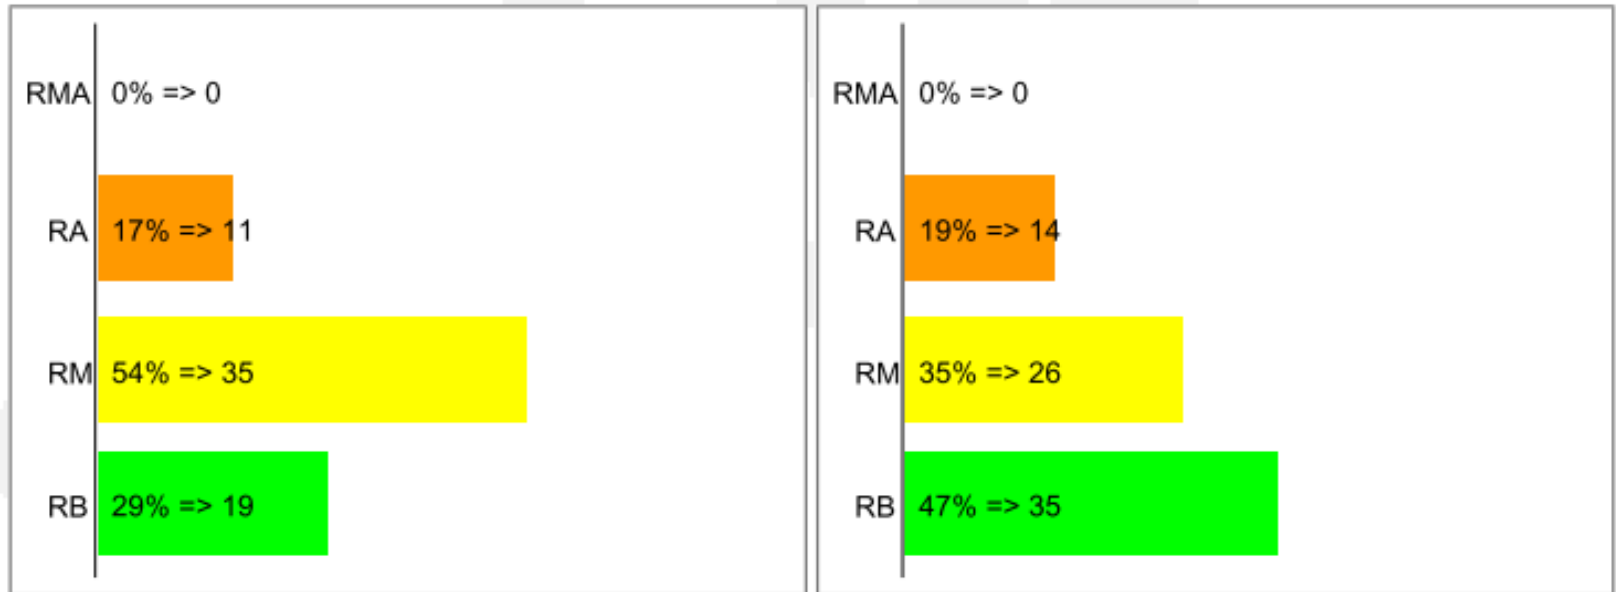 RMA 0% => 0
RA 17% => 11
RM 54% => 35
RB 29% => 19
RMA 0% => 0
RA 19% => 14
RM 35% => 26
RB 47% => 35